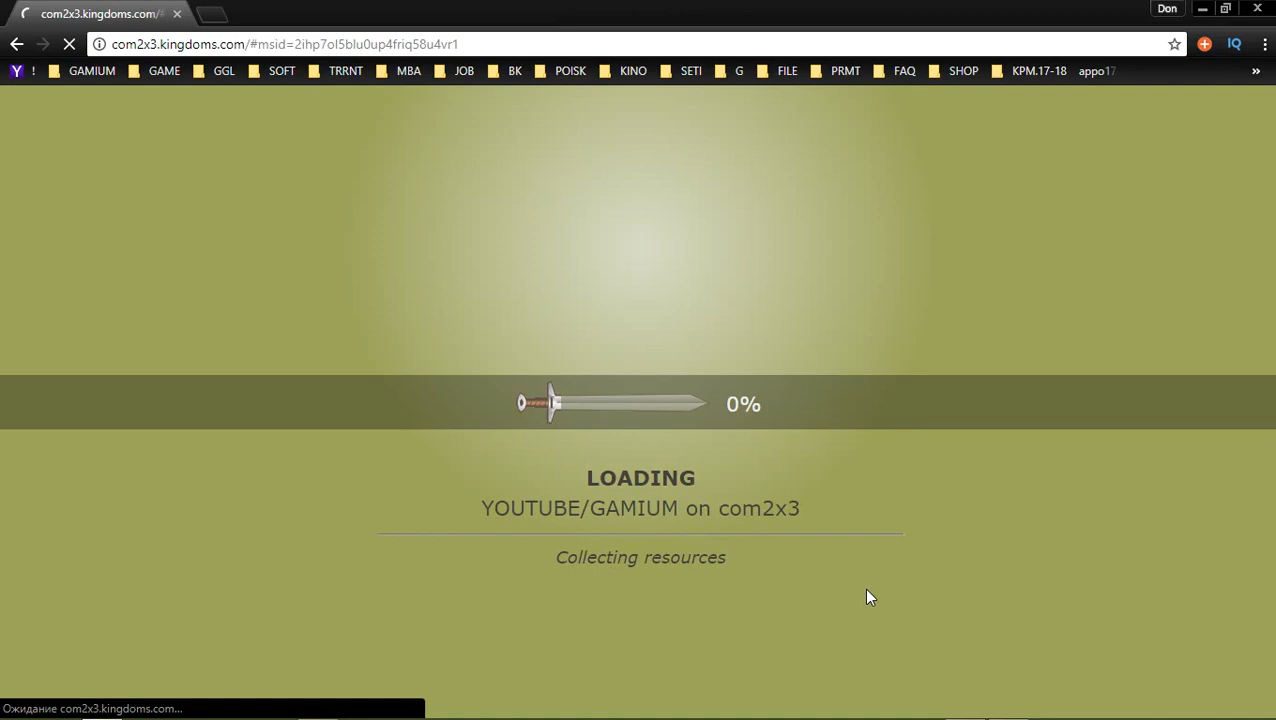 com2x3.kingdoms.com/#
Don
com2x3.kingdoms.com/#msid=2ihp7ol5blu0up4friq58u4vr1
IQ
Y ! GAMIUM GAME GGL SOFT TRRNT MBA JOB BK POISK KINO SETI G FILE PRMT FAQ SHOP KPM.17-18 appo17 »
0%
LOADING
YOUTUBE/GAMIUM on com2x3
Collecting resources
Ожидание com2x3.kingdoms.com...